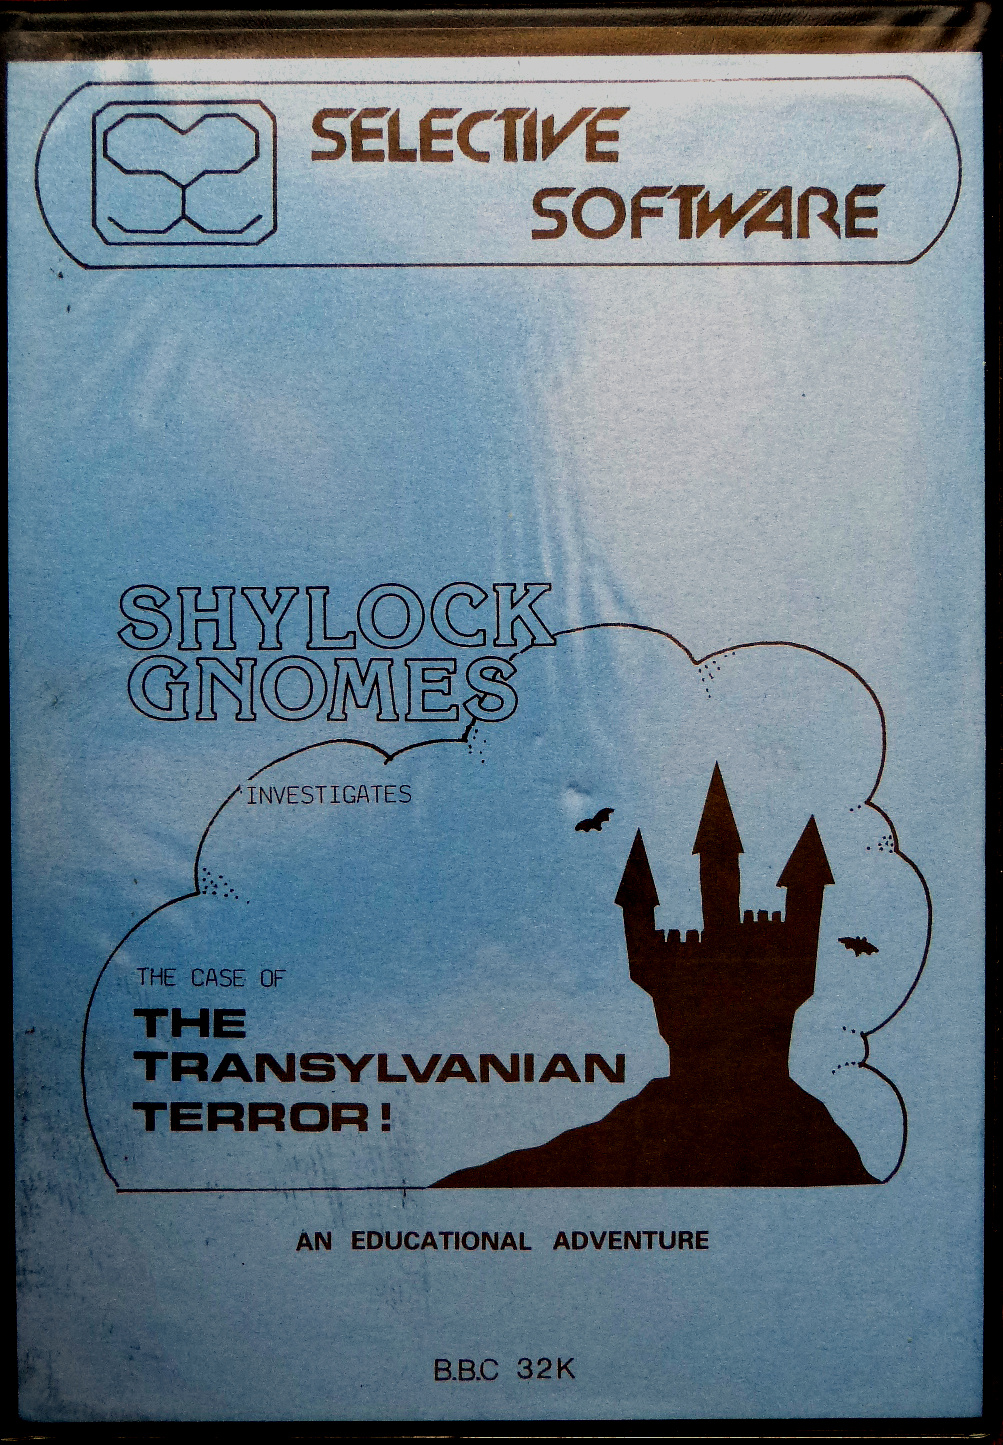 SELECTIVE
SOFTWARE
SHYLOCK
GNOMES
INVESTIGATES
THE CASE OF
THE
TRANSYLVANIAN
TERROR!
AN EDUCATIONAL ADVENTURE
B.B.C 32K